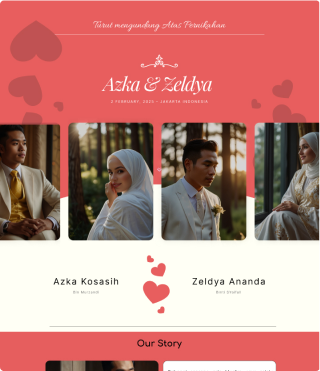 Turut mengundang Atas Pernikahan
Azka & Zeldya
2 FEBRUARY, 2025 - JAKARTA INDONESIA
Azka Kosasih
Zeldya Ananda
Our Story